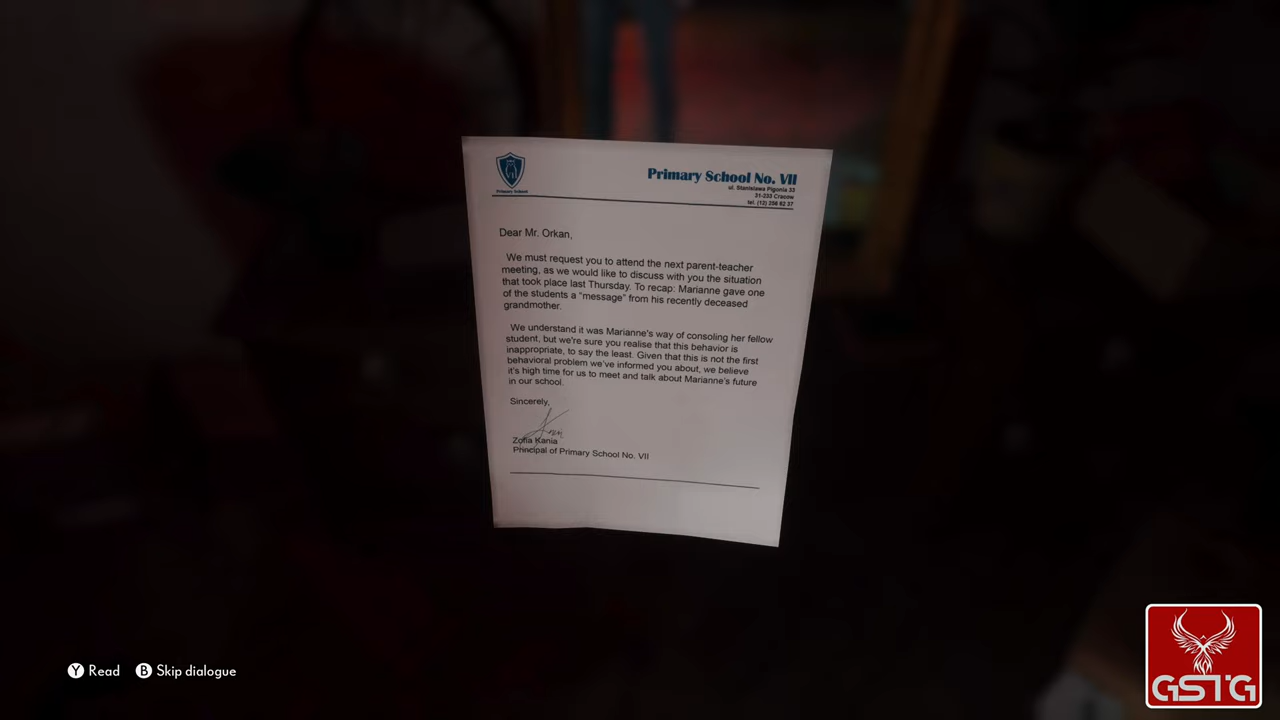 Primary School
Primary School No. VII
ul. Stanisława Pigonia 33
31-233 Cracow
tel. (12) 256 62 37
Dear Mr. Orkan,
We must request you to attend the next parent-teacher
meeting, as we would like to discuss with you the situation
that took place last Thursday. To recap: Marianne gave one
of the students a "message" from his recently deceased
grandmother.
We understand it was Marianne's way of consoling her fellow
student, but we're sure you realise that this behavior is
inappropriate, to say the least. Given that this is not the first
behavioral problem we've informed you about, we believe
it's high time for us to meet and talk about Marianne's future
in our school.
Sincerely,
Zofia Kania
Principal of Primary School No. VII
Y Read B Skip dialogue
GSTG